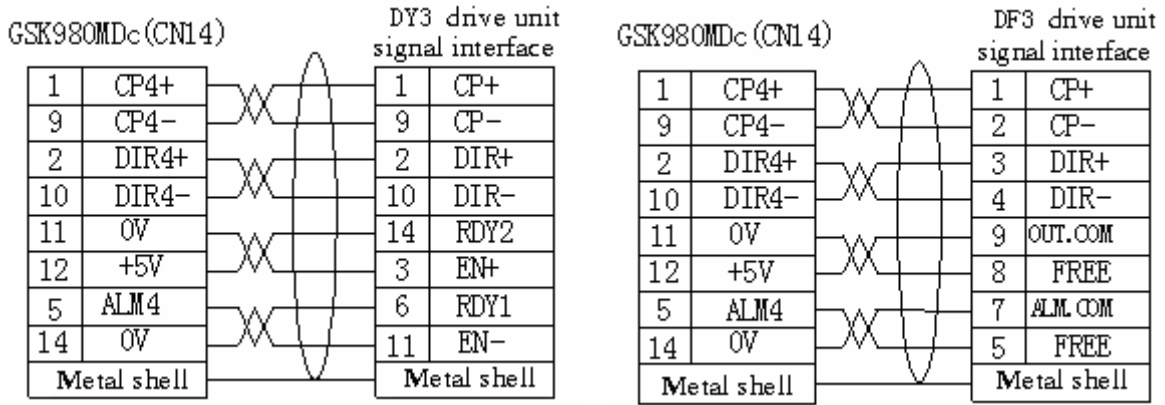 GSK980MDc(CN14)
DY3 drive unit
signal interface
1 CP4+ 1 CP+
9 CP4- 9 CP-
2 DIR4+ 2 DIR+
10 DIR4- 10 DIR-
11 0V 14 RDY2
12 +5V 3 EN+
5 ALM4 6 RDY1
14 0V 11 EN-
Metal shell Metal shell
GSK980MDc(CN14)
DF3 drive unit
signal interface
1 CP4+ 1 CP+
9 CP4- 2 CP-
2 DIR4+ 3 DIR+
10 DIR4- 4 DIR-
11 0V 9 OUT.COM
12 +5V 8 FREE
5 ALM4 7 ALM.COM
14 0V 5 FREE
Metal shell Metal shell